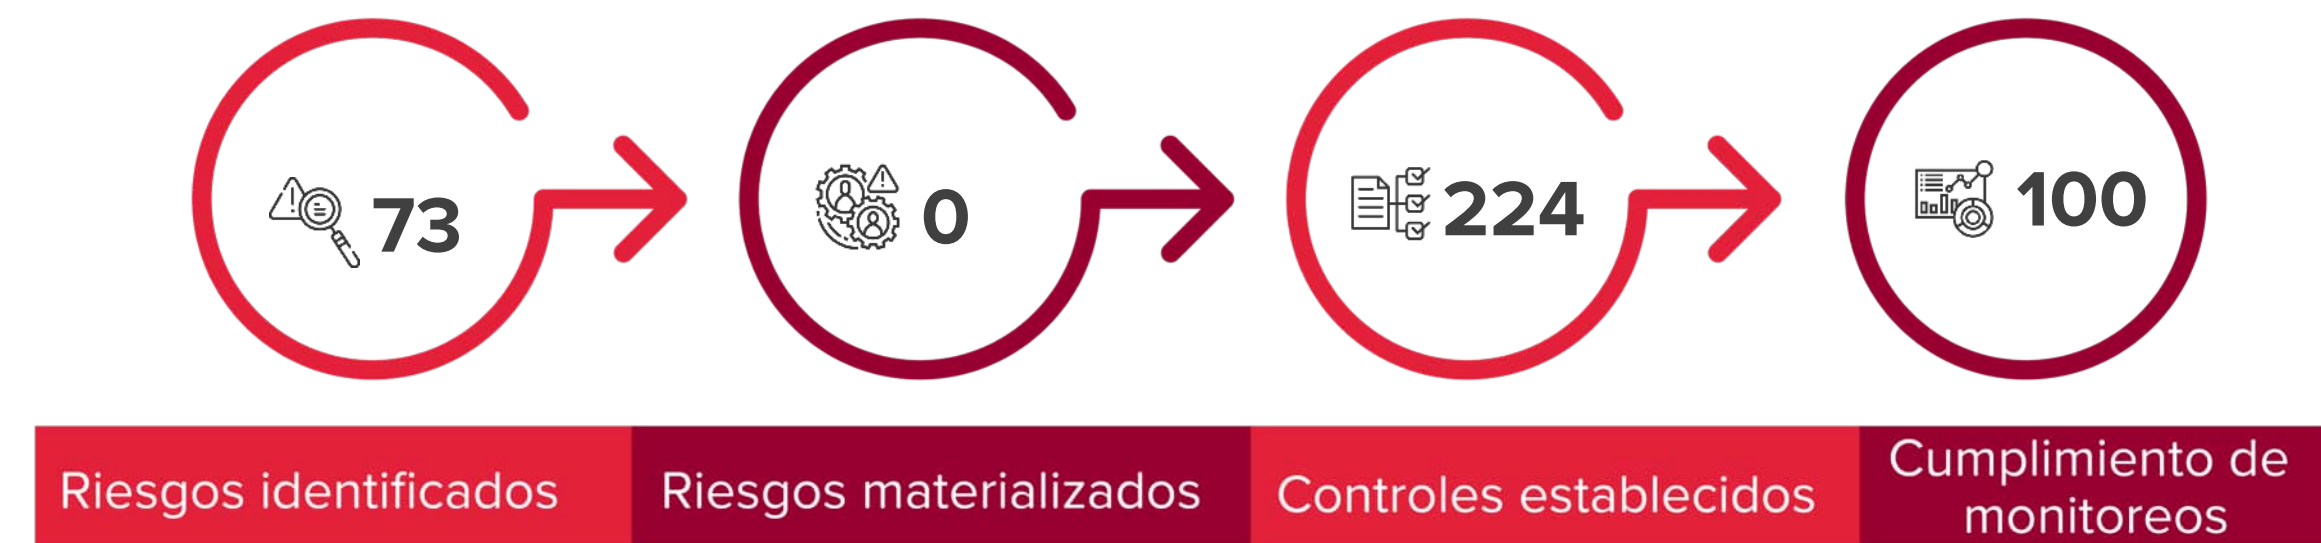 73
0
224
100
Riesgos identificados
Riesgos materializados
Controles establecidos
Cumplimiento de
monitoreos